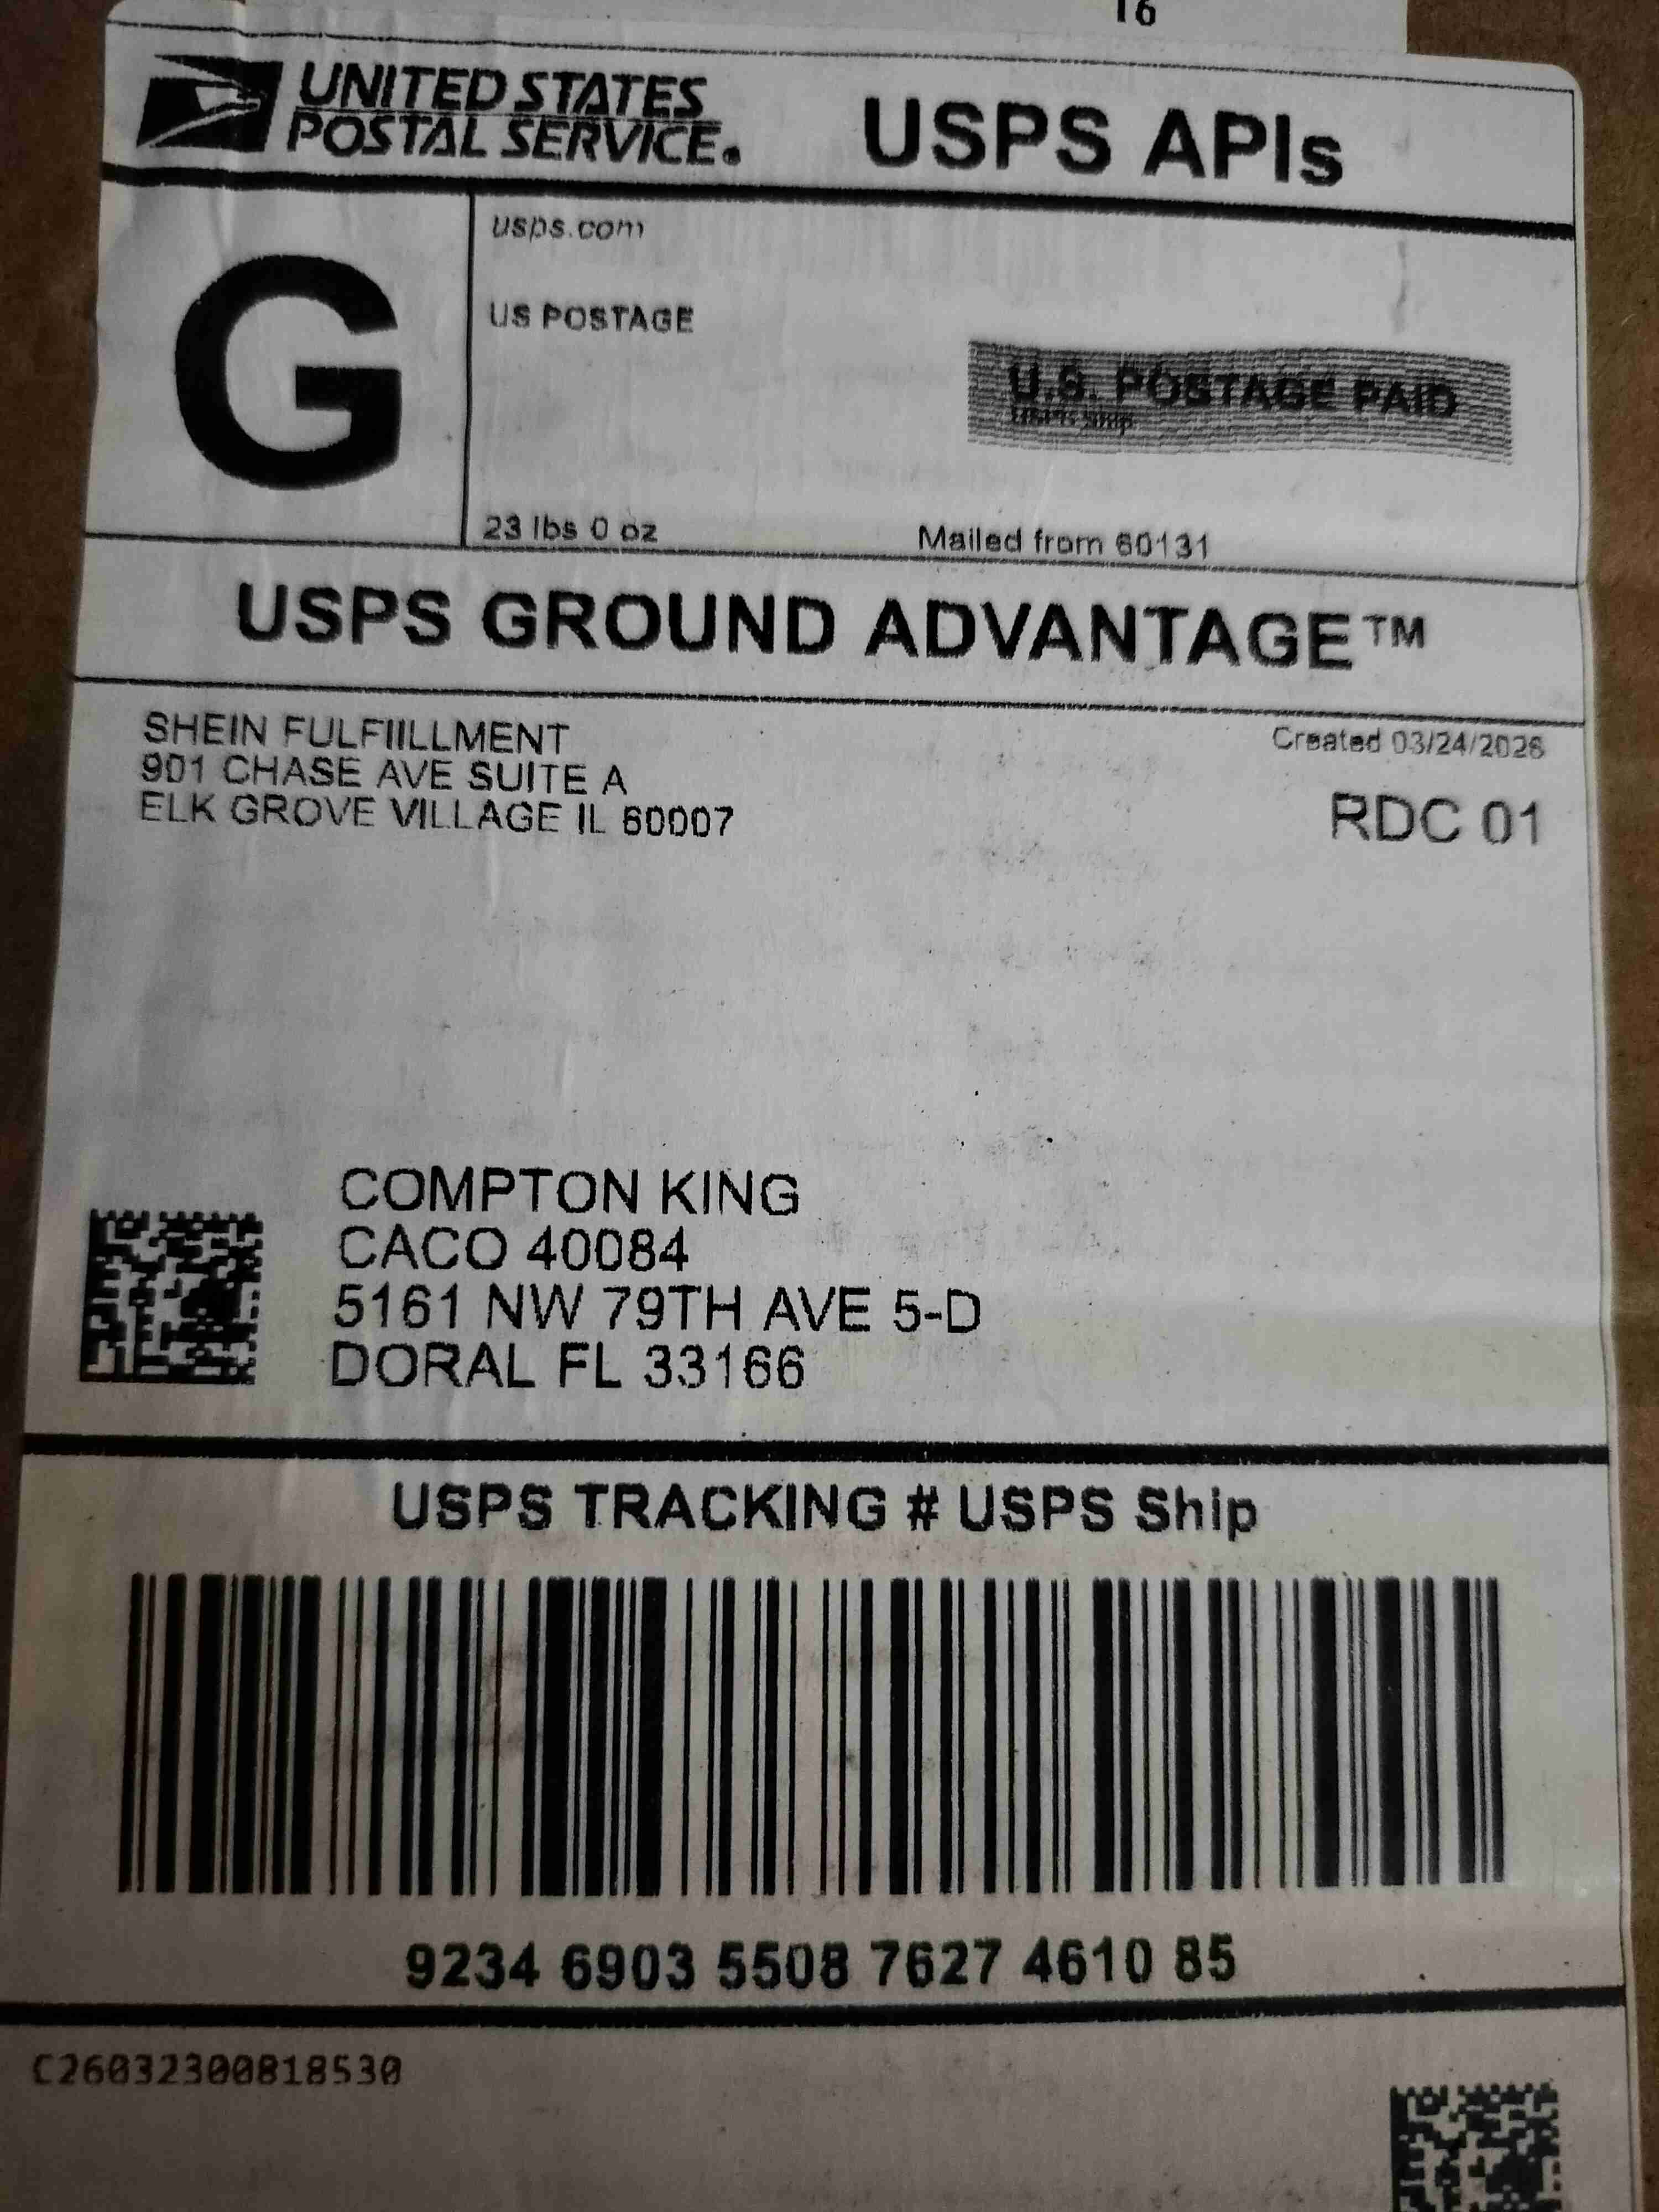 16
UNITED STATES
POSTAL SERVICE.
USPS APIs
G
usps.com
US POSTAGE
U.S. POSTAGE PAID
USPS Ship
23 lbs 0 oz
Mailed from 60131
USPS GROUND ADVANTAGE™
SHEIN FULFIILLMENT
901 CHASE AVE SUITE A
ELK GROVE VILLAGE IL 60007
Created 03/24/2026
RDC 01
COMPTON KING
CACO 40084
5161 NW 79TH AVE 5-D
DORAL FL 33166
USPS TRACKING # USPS Ship
9234 6903 5508 7627 4610 85
C26032300818530